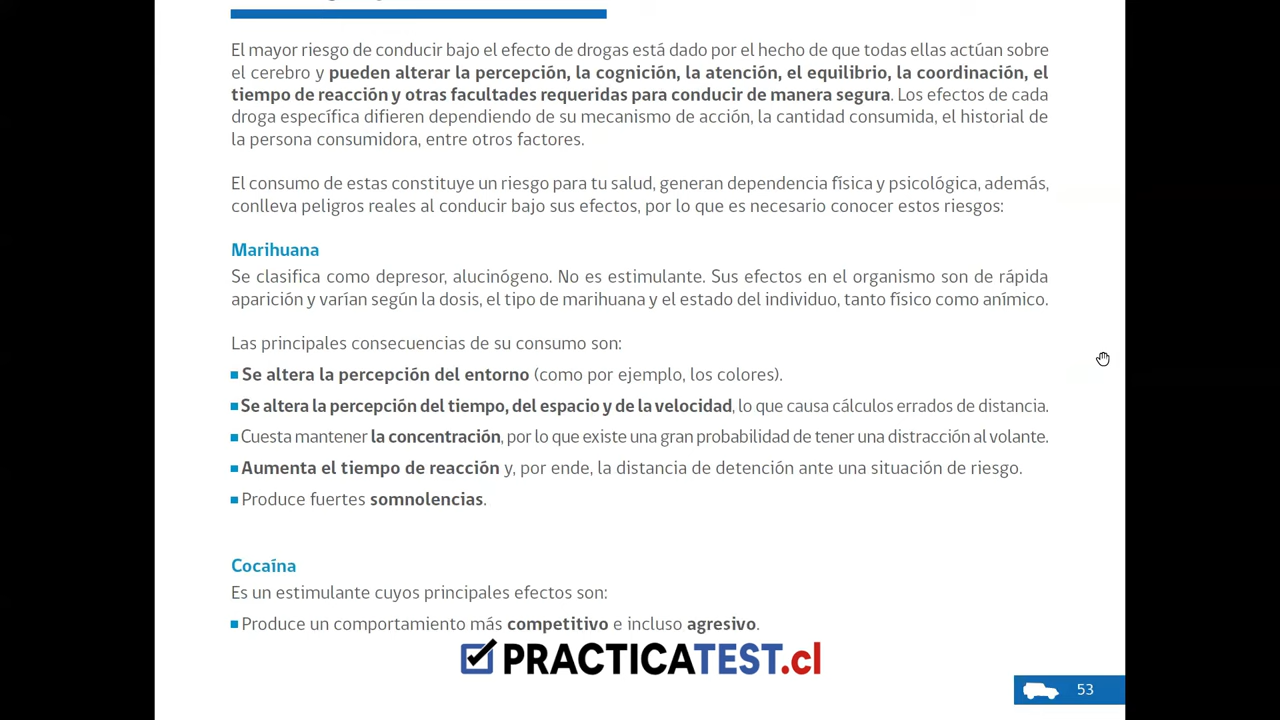 El mayor riesgo de conducir bajo el efecto de drogas está dado por el hecho de que todas ellas actúan sobre
el cerebro y pueden alterar la percepción, la cognición, la atención, el equilibrio, la coordinación, el
tiempo de reacción y otras facultades requeridas para conducir de manera segura. Los efectos de cada
droga específica difieren dependiendo de su mecanismo de acción, la cantidad consumida, el historial de
la persona consumidora, entre otros factores.
El consumo de estas constituye un riesgo para tu salud, generan dependencia física y psicológica, además,
conlleva peligros reales al conducir bajo sus efectos, por lo que es necesario conocer estos riesgos:
Marihuana
Se clasifica como depresor, alucinógeno. No es estimulante. Sus efectos en el organismo son de rápida
aparición y varían según la dosis, el tipo de marihuana y el estado del individuo, tanto físico como anímico.
Las principales consecuencias de su consumo son:
Se altera la percepción del entorno (como por ejemplo, los colores).
Se altera la percepción del tiempo, del espacio y de la velocidad, lo que causa cálculos errados de distancia.
Cuesta mantener la concentración, por lo que existe una gran probabilidad de tener una distracción al volante.
Aumenta el tiempo de reacción y, por ende, la distancia de detención ante una situación de riesgo.
Produce fuertes somnolencias.
Cocaína
Es un estimulante cuyos principales efectos son:
Produce un comportamiento más competitivo e incluso agresivo.
PRACTICATEST.cl
53